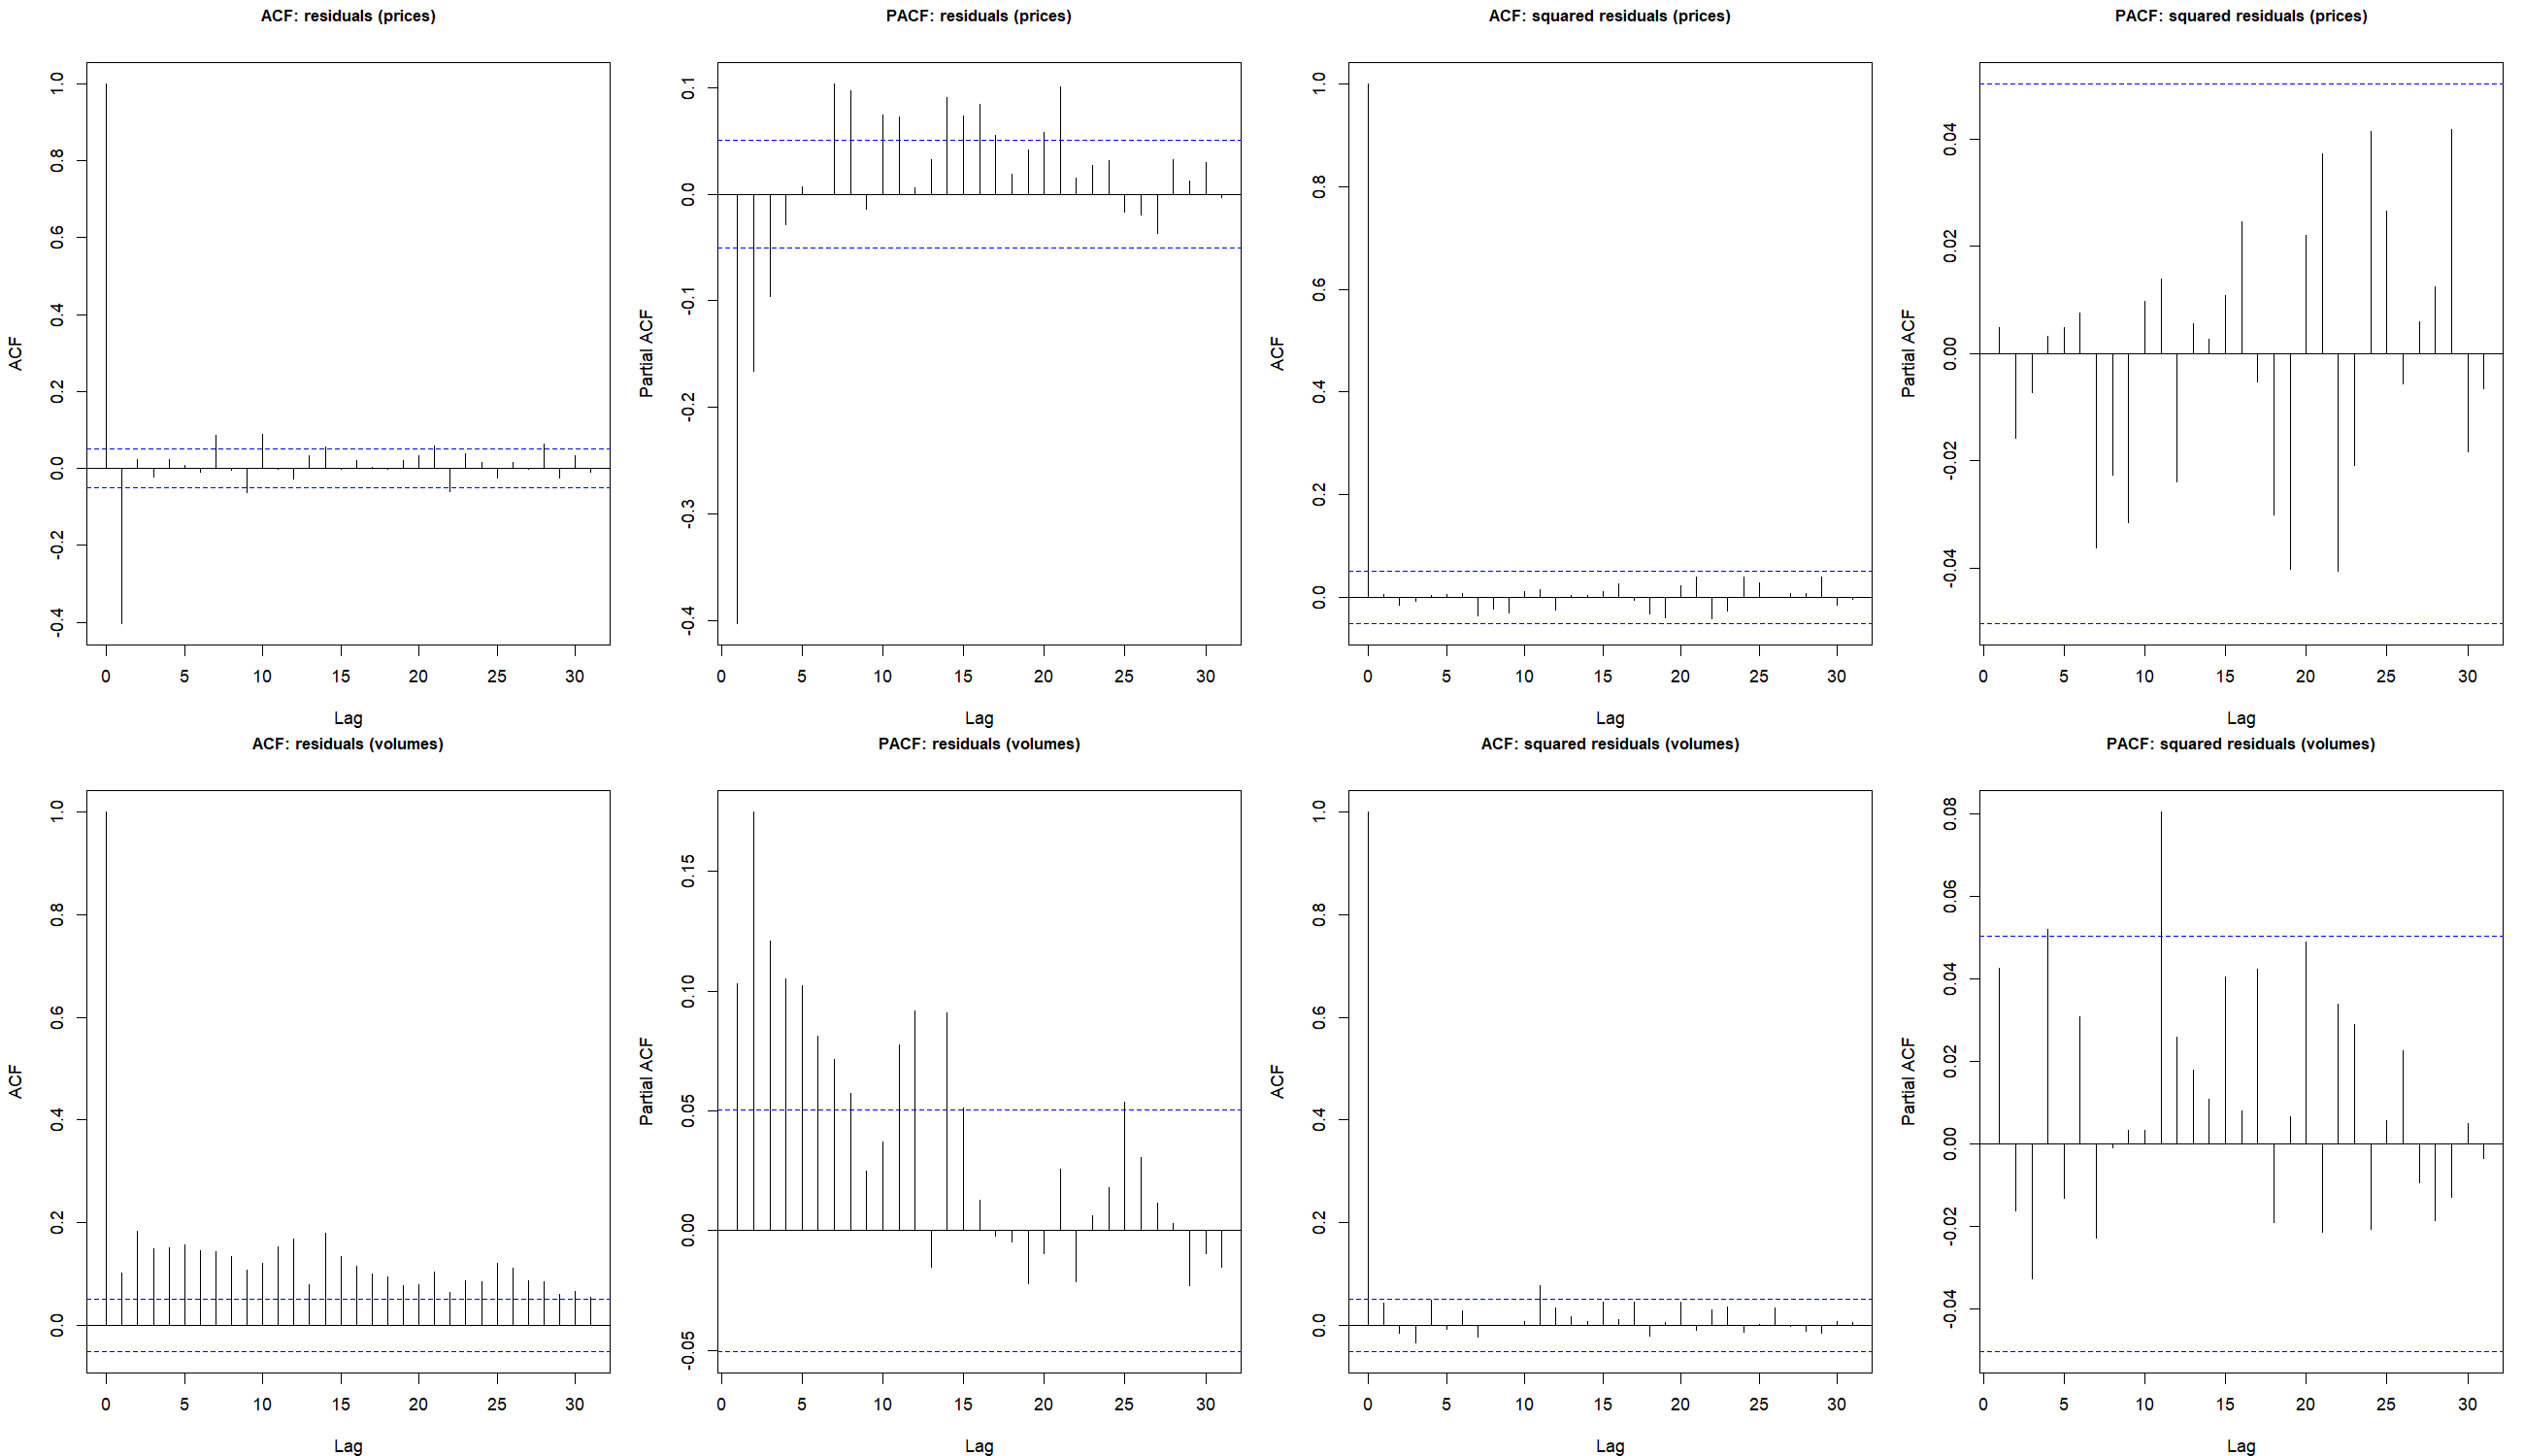 ACF: residuals (prices)
ACF
1.0
0.8
0.6
0.4
0.2
0.0
-0.2
-0.4
0 5 10 15 20 25 30
Lag
PACF: residuals (prices)
Partial ACF
0.1
0.0
-0.1
-0.2
-0.3
-0.4
0 5 10 15 20 25 30
Lag
ACF: squared residuals (prices)
ACF
1.0
0.8
0.6
0.4
0.2
0.0
0 5 10 15 20 25 30
Lag
PACF: squared residuals (prices)
Partial ACF
0.04
0.02
0.00
-0.02
-0.04
0 5 10 15 20 25 30
Lag
ACF: residuals (volumes)
ACF
1.0
0.8
0.6
0.4
0.2
0.0
0 5 10 15 20 25 30
Lag
PACF: residuals (volumes)
Partial ACF
0.15
0.10
0.05
0.00
-0.05
0 5 10 15 20 25 30
Lag
ACF: squared residuals (volumes)
ACF
1.0
0.8
0.6
0.4
0.2
0.0
0 5 10 15 20 25 30
Lag
PACF: squared residuals (volumes)
Partial ACF
0.08
0.06
0.04
0.02
0.00
-0.02
-0.04
0 5 10 15 20 25 30
Lag